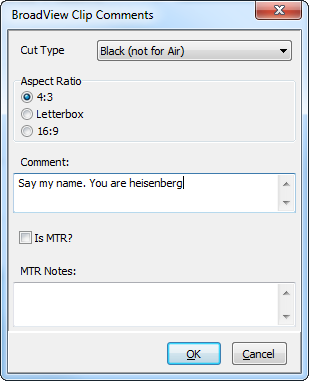 BroadView Clip Comments
Cut Type
Black (not for Air)
Aspect Ratio
4:3
Letterbox
16:9
Comment:
Say my name. You are heisenberg
Is MTR?
MTR Notes:
OK
Cancel